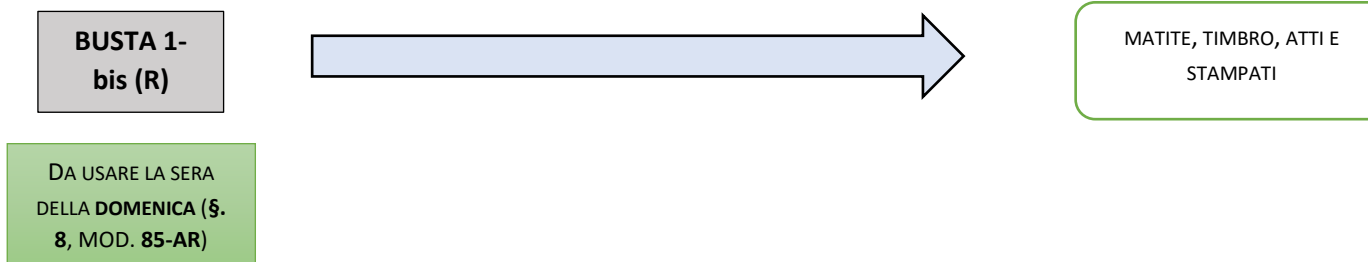 BUSTA 1-
bis (R)
MATITE, TIMBRO, ATTI E
STAMPATI
DA USARE LA SERA
DELLA DOMENICA (§.
8, MOD. 85-AR)